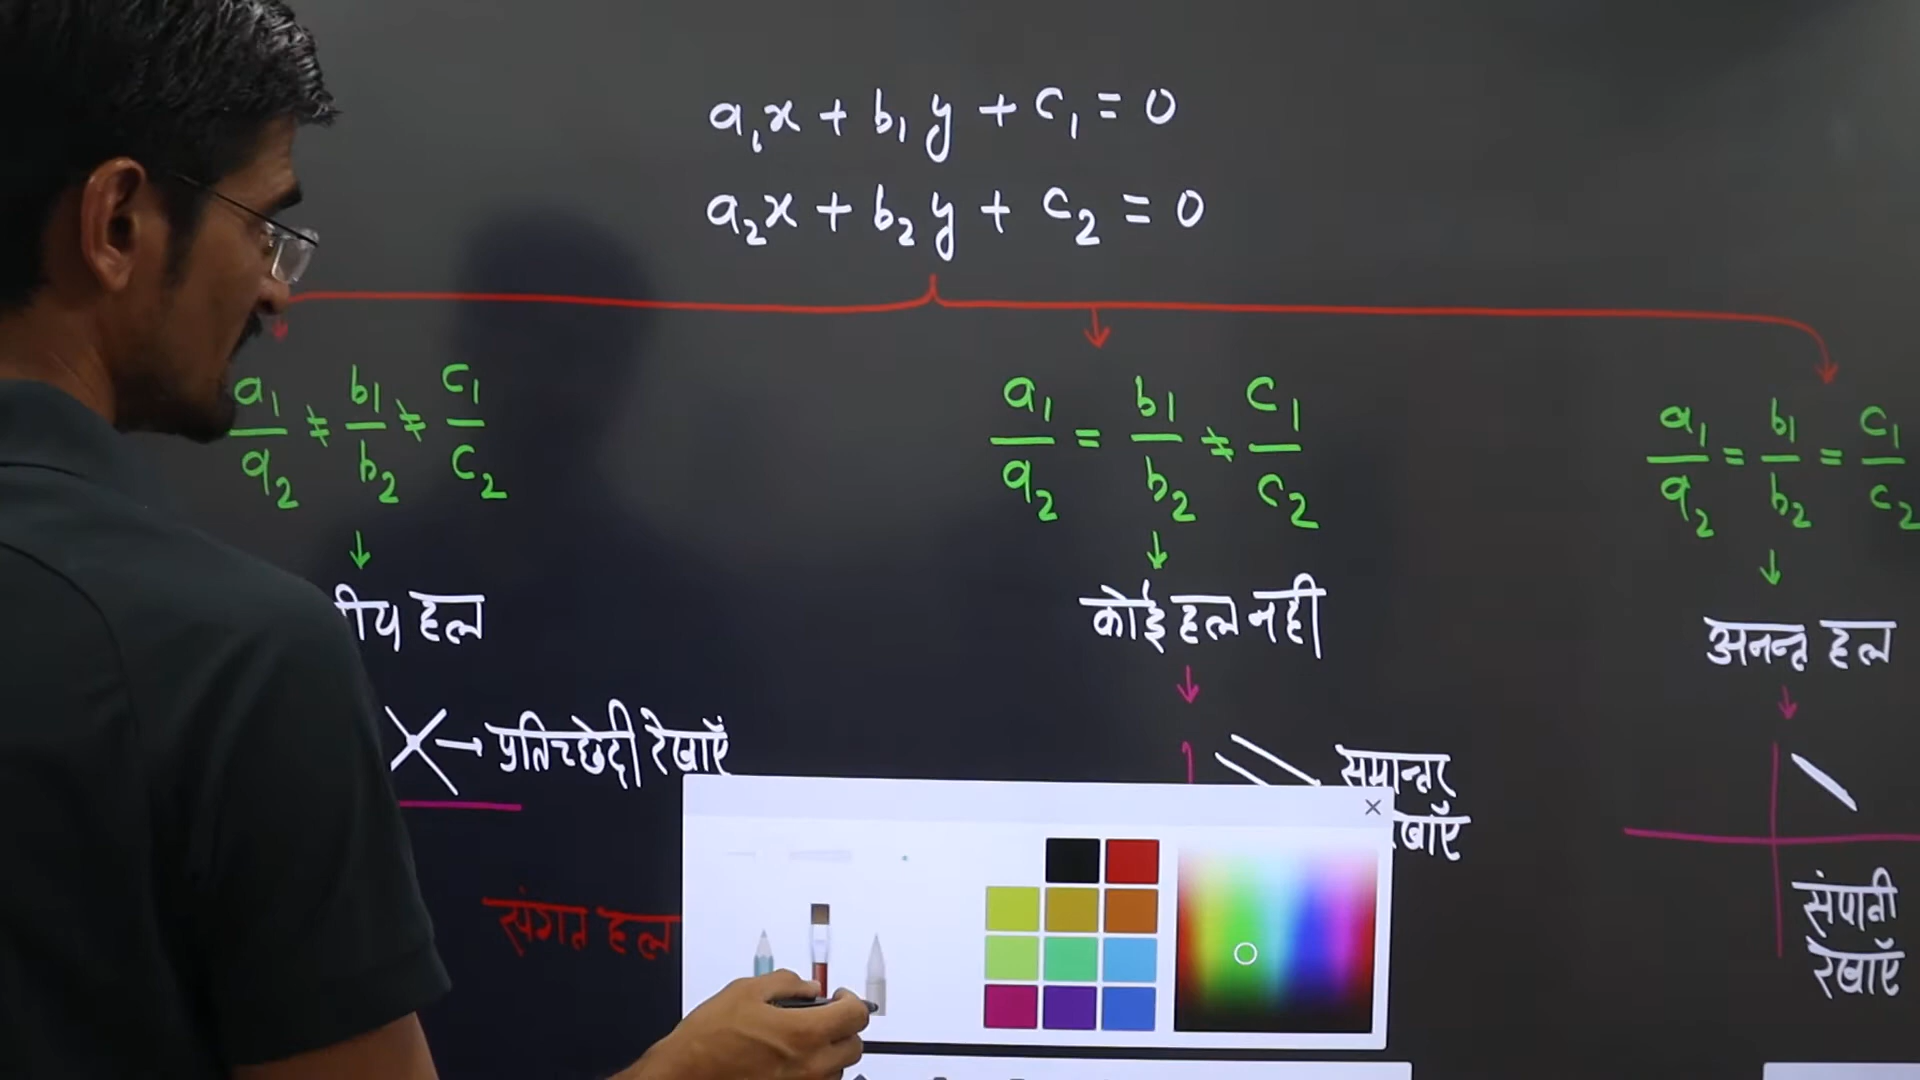 a₁x + b₁y + c₁ = 0
a₂x + b₂y + c₂ = 0
a₁/a₂ ≠ b₁/b₂ ≠ c₁/c₂
a₁/a₂ = b₁/b₂ ≠ c₁/c₂
a₁/a₂ = b₁/b₂ = c₁/c₂
हल
कोई हल नही
अनन्त हल
प्रतिच्छेदी रेखाएँ
समान्तर
संगत हल
संपाती
रेखाएँ